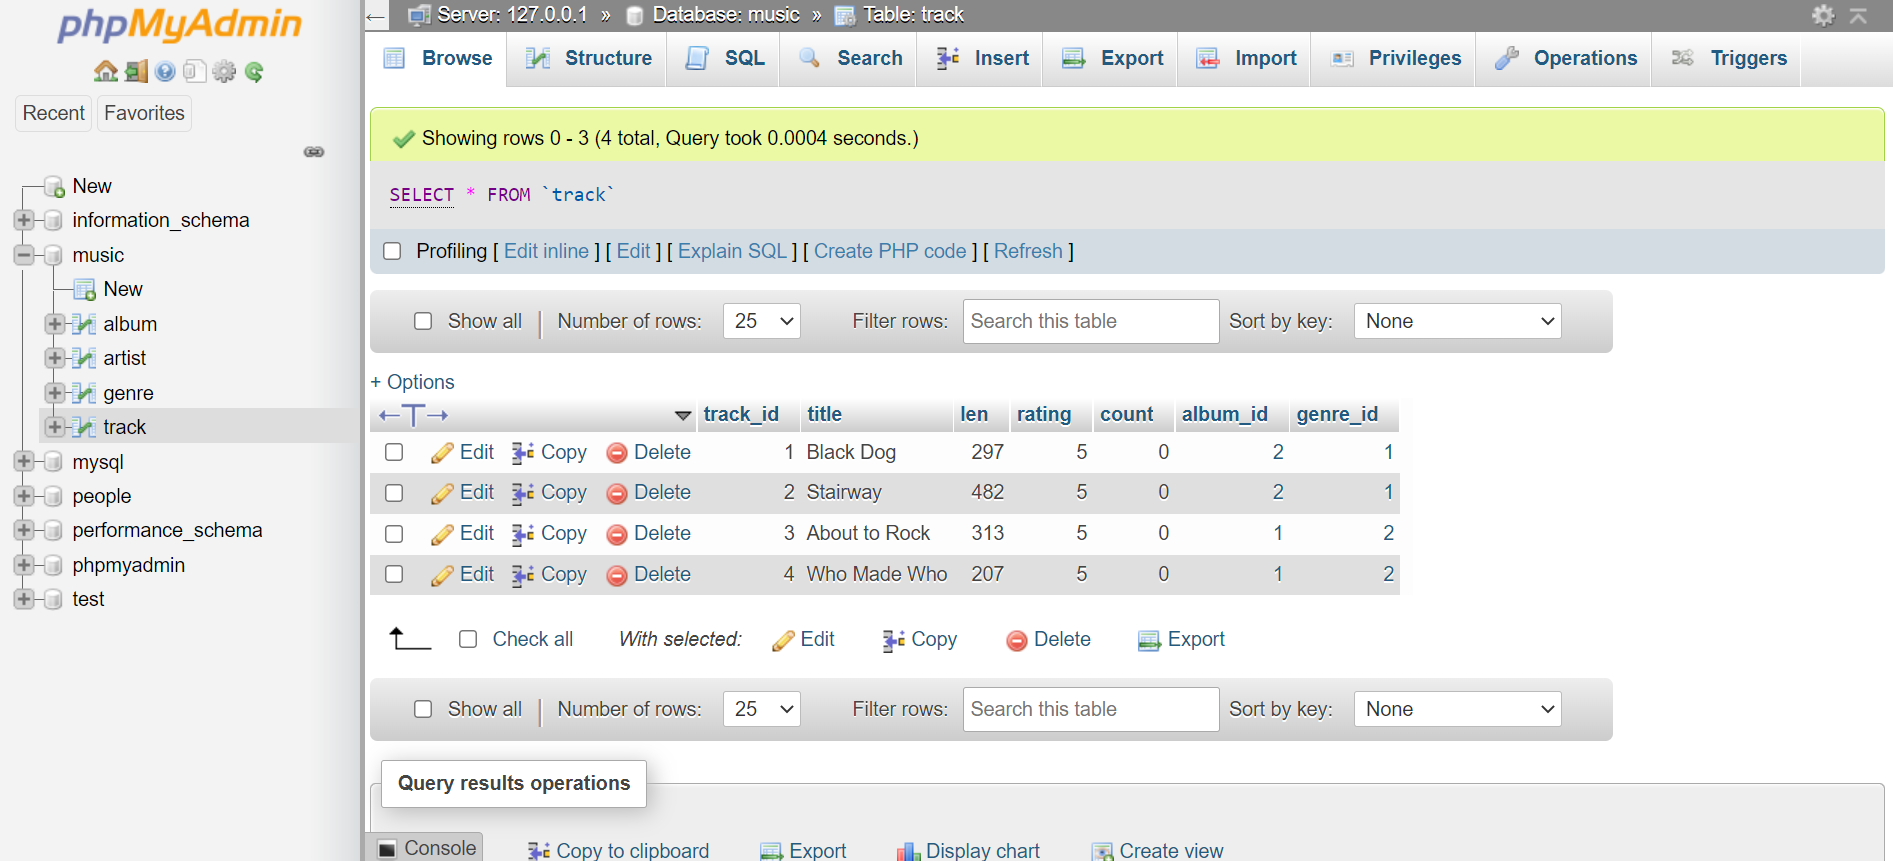 phpMyAdmin
Recent Favorites
New
information_schema
music
New
album
artist
genre
track
mysql
people
performance_schema
phpmyadmin
test
← Server: 127.0.0.1 » Database: music » Table: track
Browse Structure SQL Search Insert Export Import Privileges Operations Triggers
Showing rows 0 - 3 (4 total, Query took 0.0004 seconds.)
SELECT * FROM `track`
Profiling [ Edit inline ] [ Edit ] [ Explain SQL ] [ Create PHP code ] [ Refresh ]
Show all | Number of rows: 25 Filter rows: Search this table Sort by key: None
+ Options
←T→ track_id title len rating count album_id genre_id
Edit Copy Delete 1 Black Dog 297 5 0 2 1
Edit Copy Delete 2 Stairway 482 5 0 2 1
Edit Copy Delete 3 About to Rock 313 5 0 1 2
Edit Copy Delete 4 Who Made Who 207 5 0 1 2
Check all With selected: Edit Copy Delete Export
Show all | Number of rows: 25 Filter rows: Search this table Sort by key: None
Query results operations
Console Copy to clipboard Export Display chart Create view